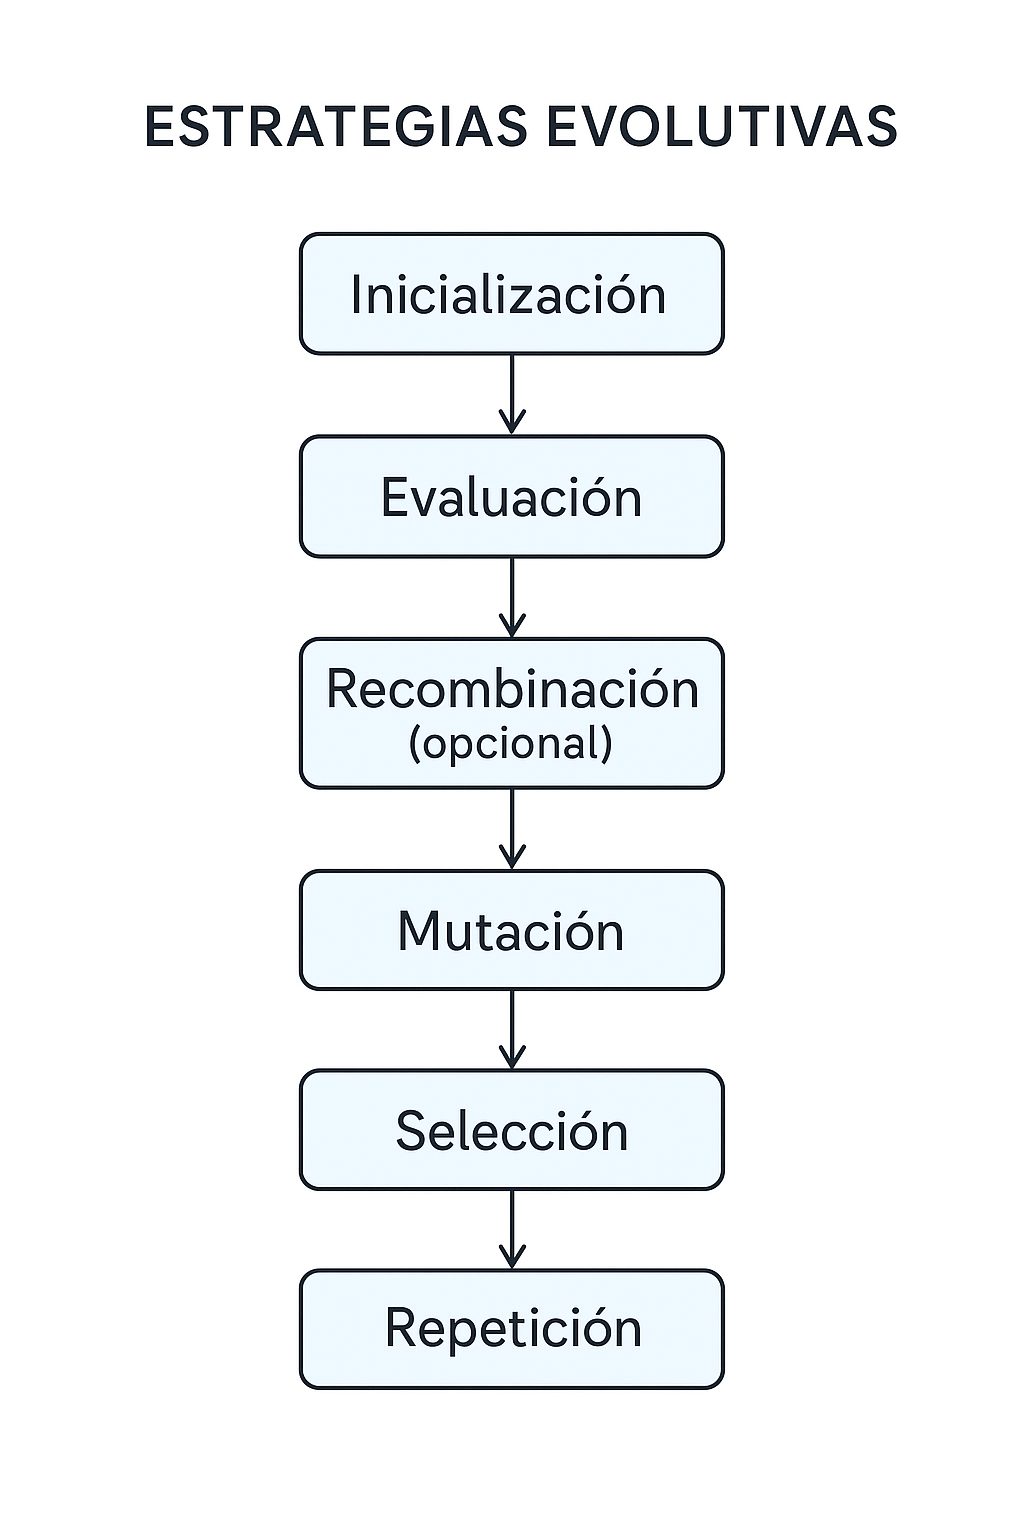 ESTRATEGIAS EVOLUTIVAS
Inicialización
Evaluación
Recombinación
(opcional)
Mutación
Selección
Repetición